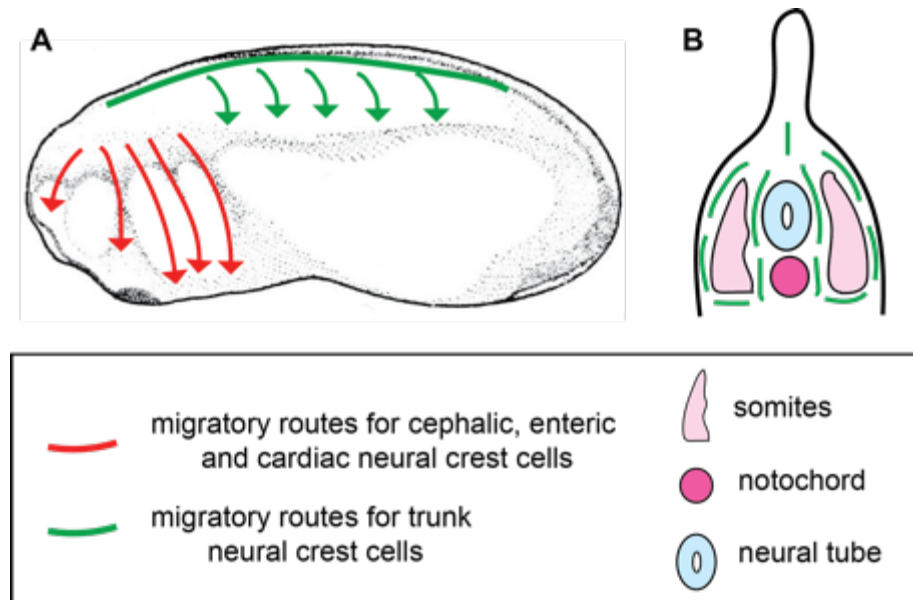 A
B
migratory routes for cephalic, enteric
and cardiac neural crest cells
migratory routes for trunk
neural crest cells
somites
notochord
neural tube